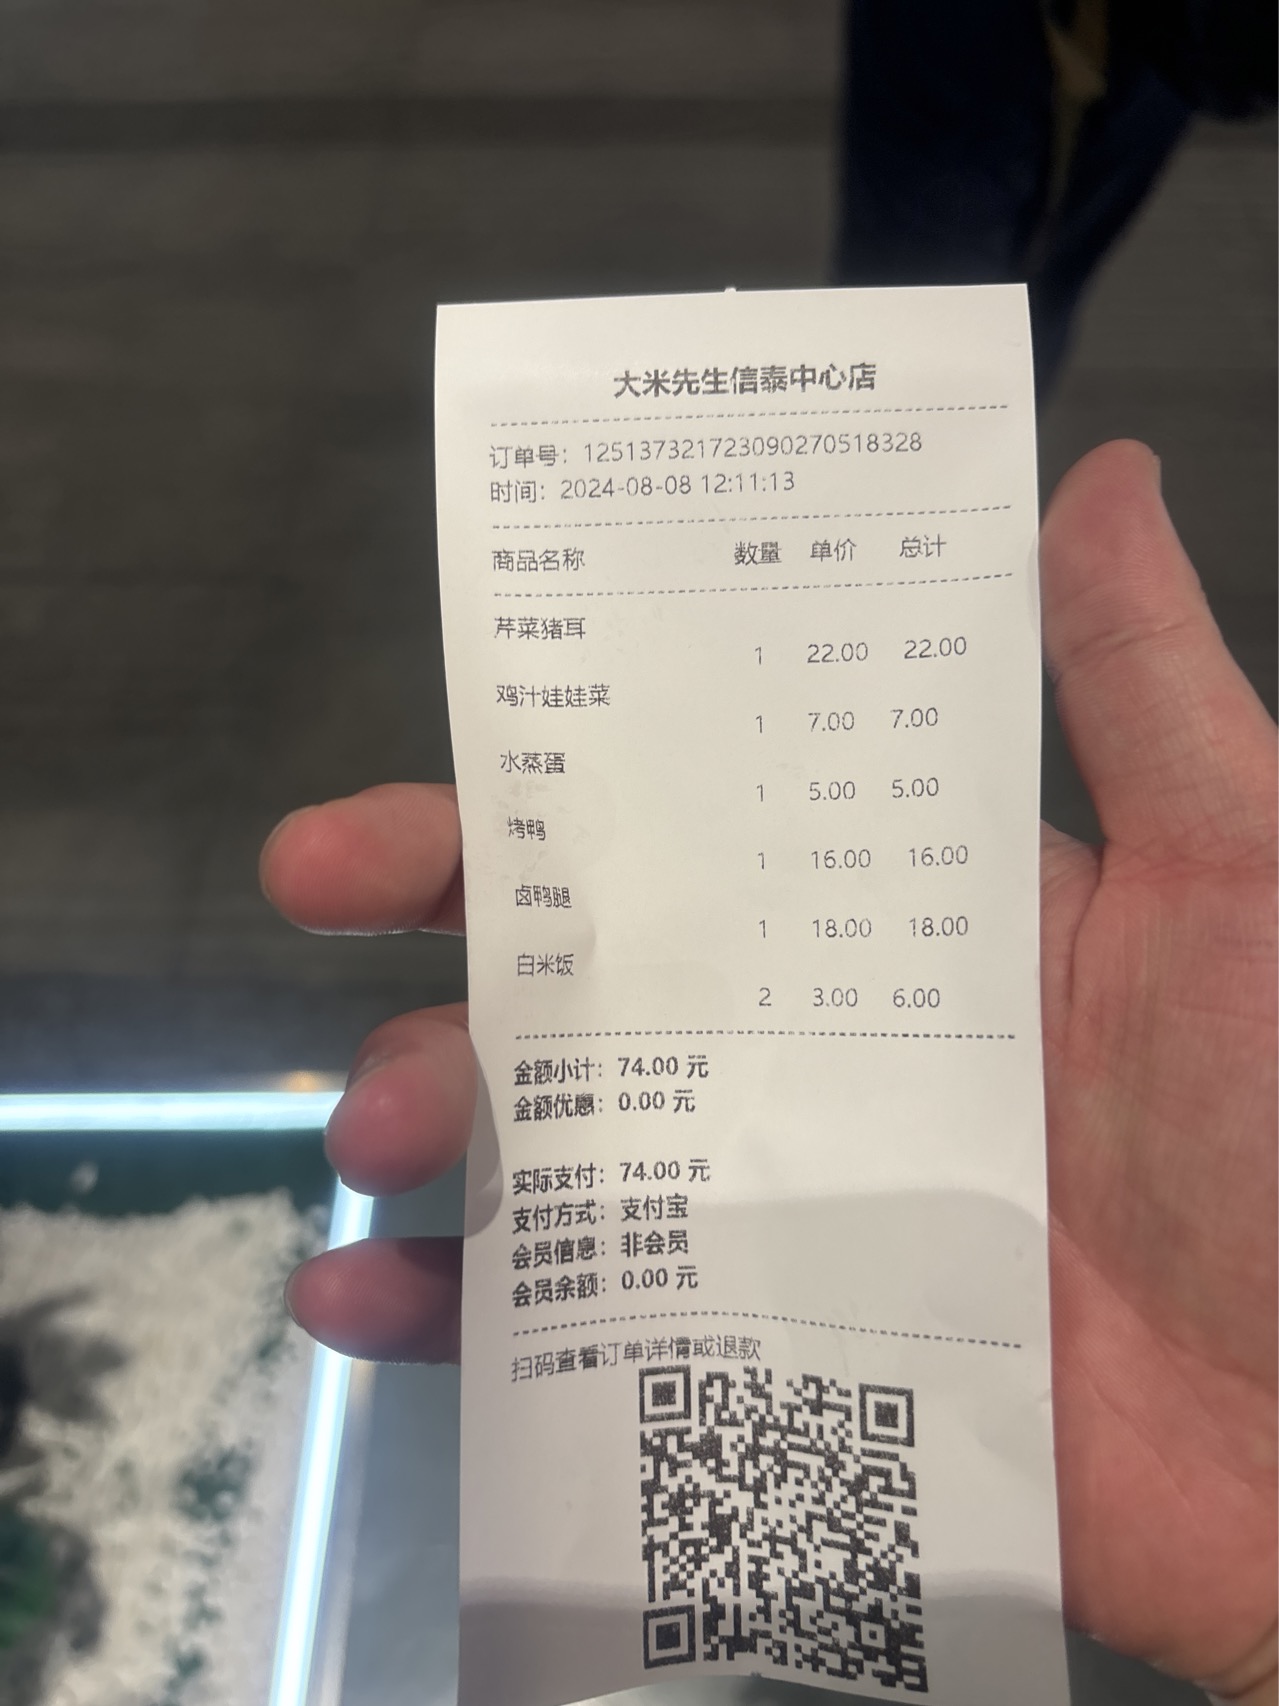 大米先生信泰中心店
订单号：1251373217230902705​18328
时间：2024-08-08 12:11:13
商品名称 数量 单价 总计
芹菜猪耳
1 22.00 22.00
鸡汁娃娃菜
1 7.00 7.00
水蒸蛋
1 5.00 5.00
烤鸭
1 16.00 16.00
卤鸭腿
1 18.00 18.00
白米饭
2 3.00 6.00
金额小计：74.00 元
金额优惠：0.00 元
实际支付：74.00 元
支付方式：支付宝
会员信息：非会员
会员余额：0.00 元
扫码查看订单详情或退款